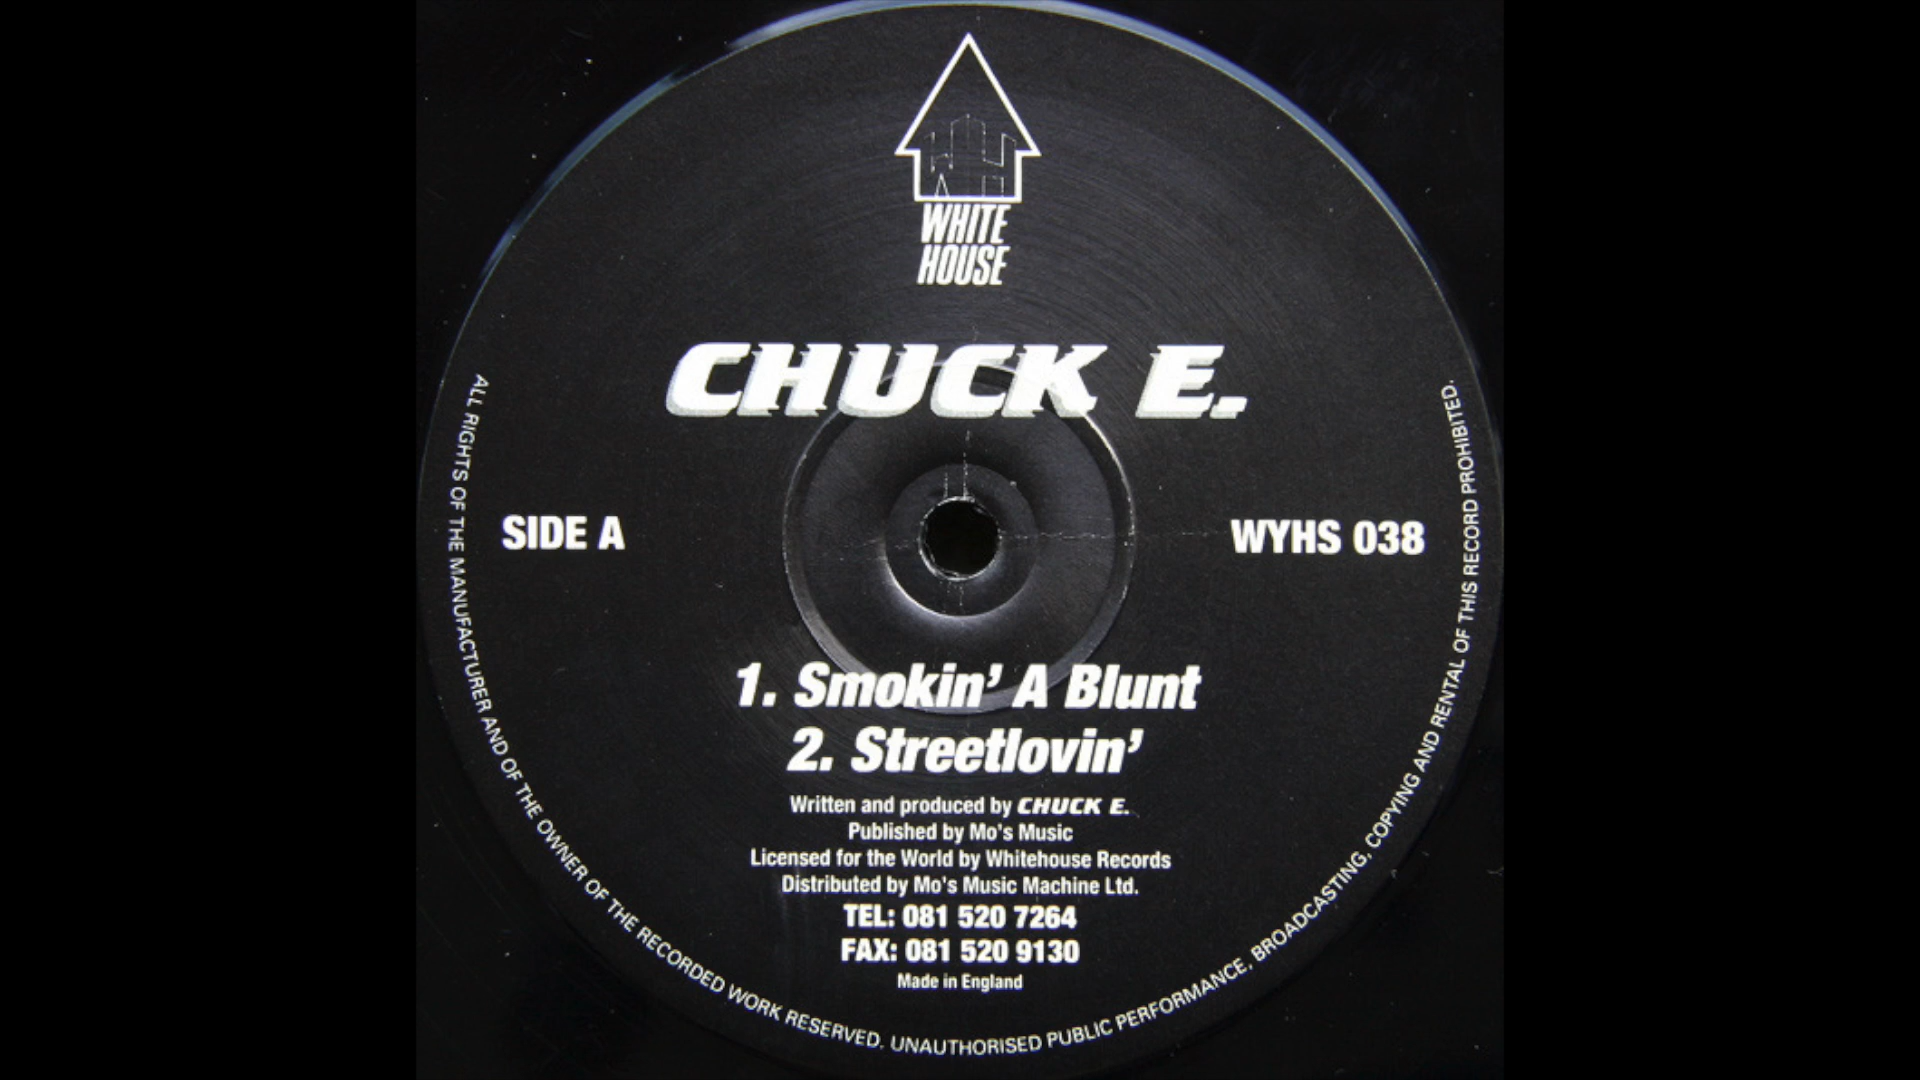 WHITE
HOUSE
CHUCK E.
SIDE A
WYHS 038
1. Smokin' A Blunt
2. Streetlovin'
Written and produced by CHUCK E.
Published by Mo's Music
Licensed for the World by Whitehouse Records
Distributed by Mo's Music Machine Ltd.
TEL: 081 520 7264
FAX: 081 520 9130
Made in England
ALL RIGHTS OF THE MANUFACTURER AND OF THE OWNER OF THE RECORDED WORK RESERVED. UNAUTHORISED PUBLIC PERFORMANCE, BROADCASTING, COPYING AND RENTAL OF THIS RECORD PROHIBITED.